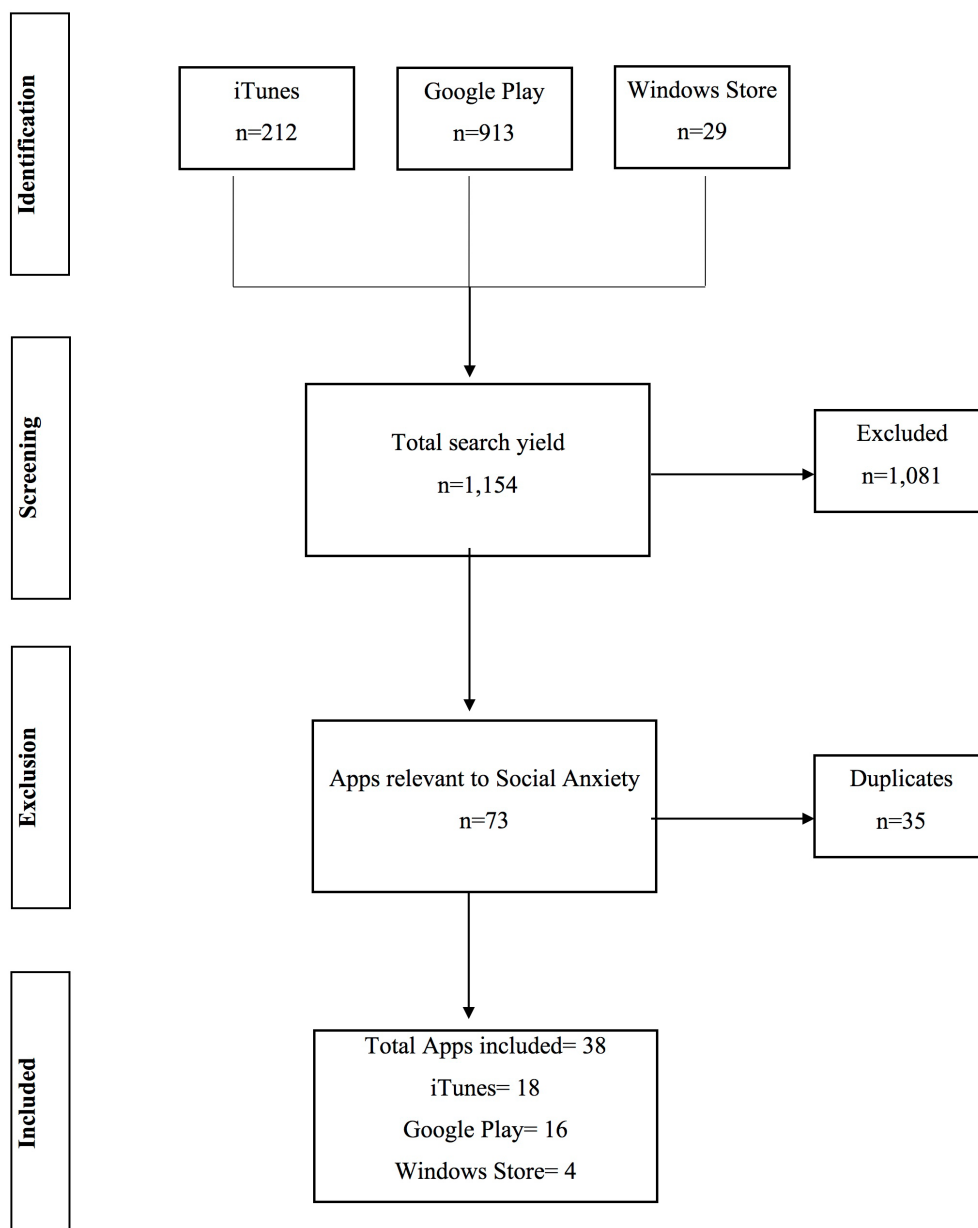 Identification
iTunes
n=212
Google Play
n=913
Windows Store
n=29
Screening
Total search yield
n=1,154
Excluded
n=1,081
Exclusion
Apps relevant to Social Anxiety
n=73
Duplicates
n=35
Included
Total Apps included= 38
iTunes= 18
Google Play= 16
Windows Store= 4